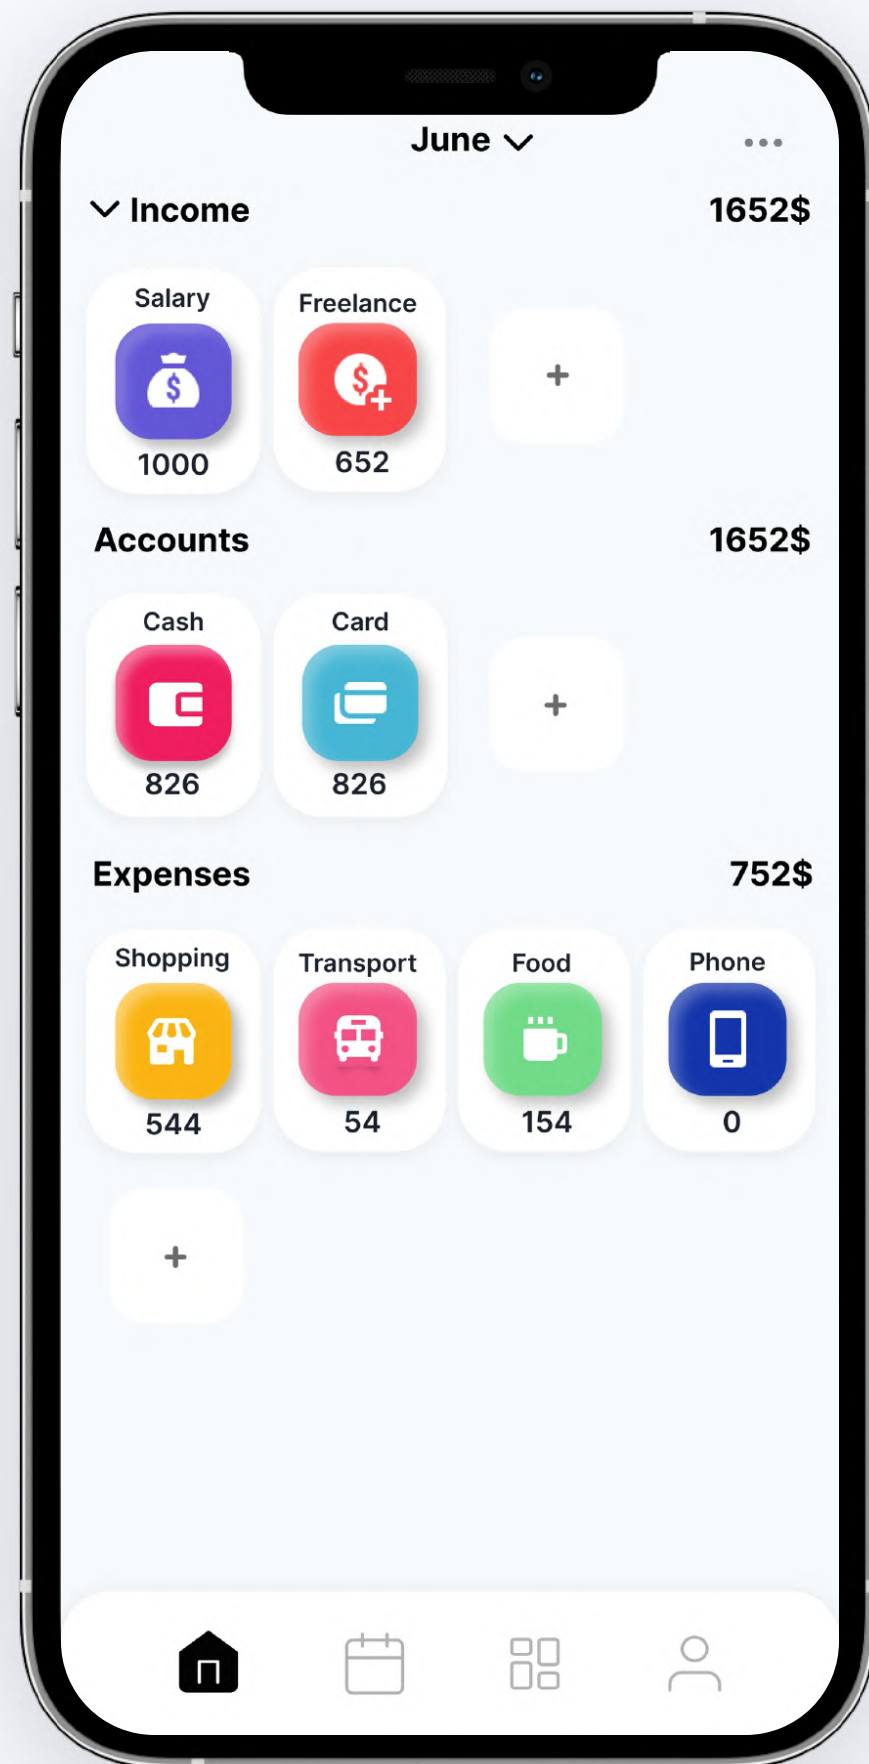 June
Income 1652$
Salary Freelance
1000 652
Accounts 1652$
Cash Card
826 826
Expenses 752$
Shopping Transport Food Phone
544 54 154 0